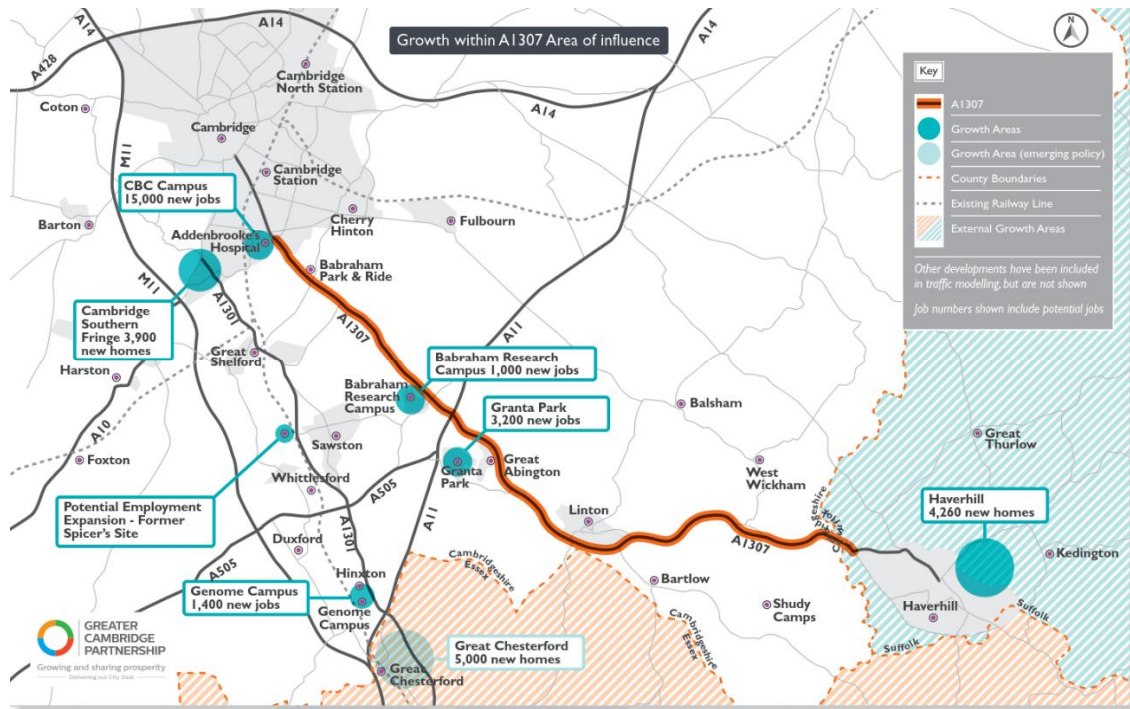 Growth within A1307 Area of influence
N
Key
A1307
Growth Areas
Growth Area (emerging policy)
County Boundaries
Existing Railway Line
External Growth Areas
Other developments have been included
in traffic modelling, but are not shown
Job numbers shown include potential jobs
A14
A14
A14
A14
A428
Coton
M11
Cambridge
North Station
Cambridge
Cambridge
Station
CBC Campus
15,000 new jobs
Barton
Cherry
Hinton
Fulbourn
Addenbrooke's
Hospital
Babraham
Park & Ride
M11
A1301
A1307
A11
Cambridge
Southern
Fringe 3,900
new homes
Great
Shelford
Harston
Babraham Research
Campus 1,000 new jobs
Babraham
Research
Campus
Granta Park
3,200 new jobs
Balsham
Great
Thurlow
A10
Foxton
Sawston
Whittlesford
Granta
Park
Great
Abington
West
Wickham
A505
A11
Linton
Haverhill
4,260 new homes
Potential Employment
Expansion - Former
Spicer's Site
Duxford
A1301
A1307
Kedington
Cambridgeshire
Essex
Bartlow
A505
Hinxton
Genome Campus
1,400 new jobs
Genome
Campus
Shudy
Camps
Haverhill
Suffolk
Suffolk
Cambridgeshire
Essex
GREATER
CAMBRIDGE
PARTNERSHIP
Growing and sharing prosperity
Delivering our City Deal
Great Chesterford
5,000 new homes
Great
Chesterford